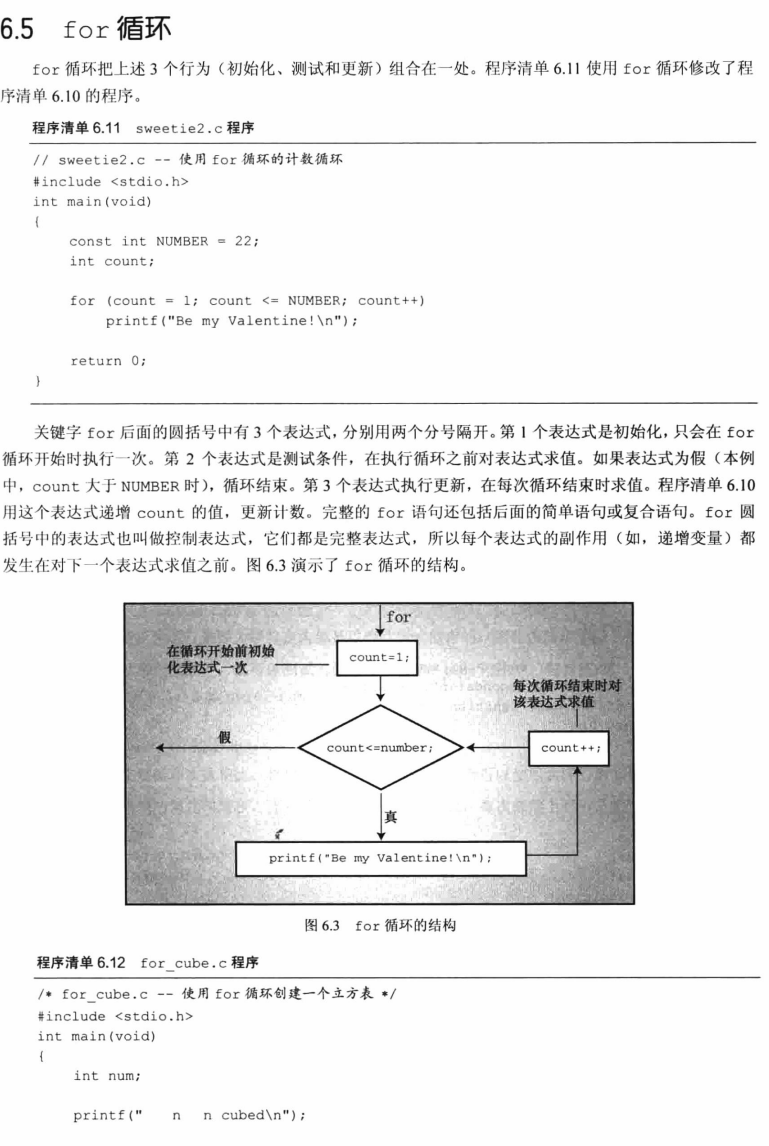 6.5 for 循环
for 循环把上述 3 个行为（初始化、测试和更新）组合在一处。程序清单 6.11 使用 for 循环修改了程
序清单 6.10 的程序。
程序清单 6.11 sweetie2.c 程序
// sweetie2.c -- 使用 for 循环的计数循环
#include <stdio.h>
int main(void)
{
    const int NUMBER = 22;
    int count;
    for (count = 1; count <= NUMBER; count++)
        printf("Be my Valentine!\n");
    return 0;
}
关键字 for 后面的圆括号中有 3 个表达式，分别用两个分号隔开。第 1 个表达式是初始化，只会在 for
循环开始时执行一次。第 2 个表达式是测试条件，在执行循环之前对表达式求值。如果表达式为假（本例
中，count 大于 NUMBER 时），循环结束。第 3 个表达式执行更新，在每次循环结束时求值。程序清单 6.10
用这个表达式递增 count 的值，更新计数。完整的 for 语句还包括后面的简单语句或复合语句。for 圆
括号中的表达式也叫做控制表达式，它们都是完整表达式，所以每个表达式的副作用（如，递增变量）都
发生在对下一个表达式求值之前。图 6.3 演示了 for 循环的结构。
for
在循环开始前初始
化表达式一次
count=1;
每次循环结束时对
该表达式求值
假
count<=number;
count++;
真
printf("Be my Valentine!\n");
图 6.3 for 循环的结构
程序清单 6.12 for_cube.c 程序
/* for_cube.c -- 使用 for 循环创建一个立方表 */
#include <stdio.h>
int main(void)
{
    int num;
    printf("    n   n cubed\n");